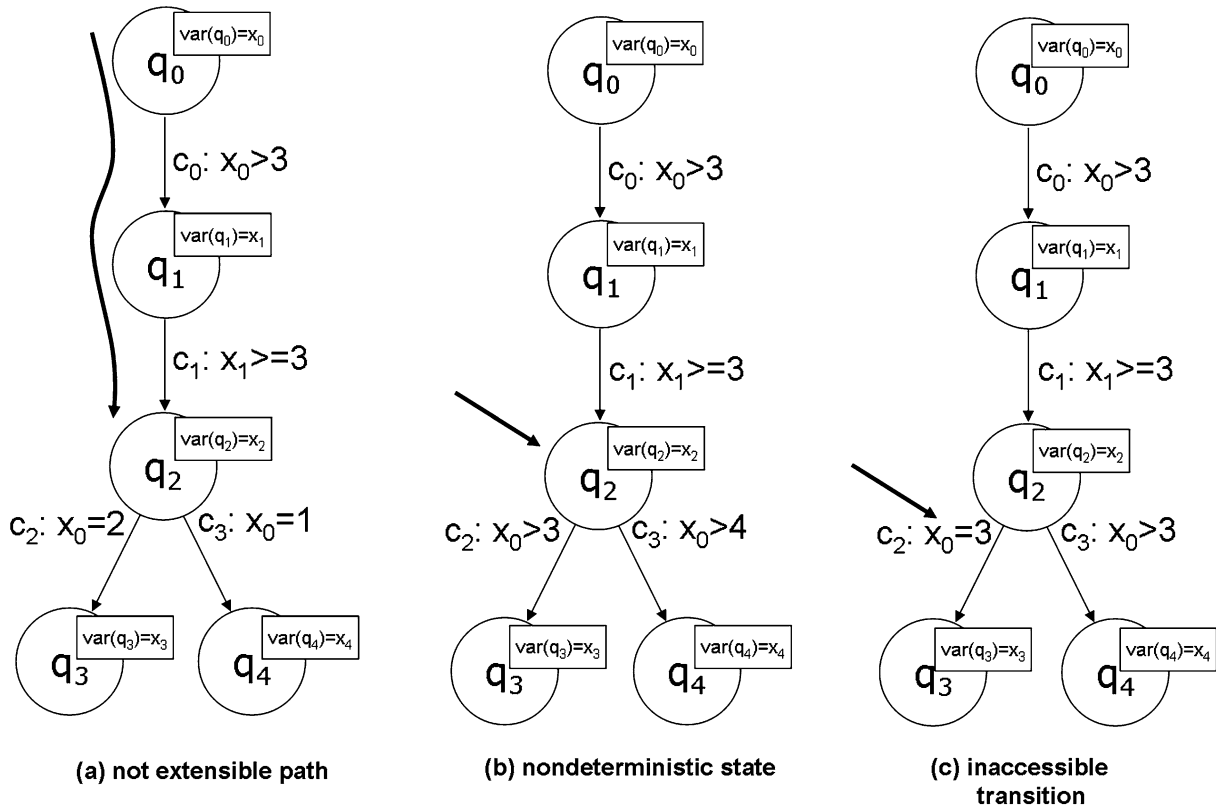 var(q₀)=x₀
q₀
c₀: x₀>3
var(q₁)=x₁
q₁
c₁: x₁>=3
var(q₂)=x₂
q₂
c₂: x₀=2
c₃: x₀=1
var(q₃)=x₃
q₃
var(q₄)=x₄
q₄
(a) not extensible path
var(q₀)=x₀
q₀
c₀: x₀>3
var(q₁)=x₁
q₁
c₁: x₁>=3
var(q₂)=x₂
q₂
c₂: x₀>3
c₃: x₀>4
var(q₃)=x₃
q₃
var(q₄)=x₄
q₄
(b) nondeterministic state
var(q₀)=x₀
q₀
c₀: x₀>3
var(q₁)=x₁
q₁
c₁: x₁>=3
var(q₂)=x₂
q₂
c₂: x₀=3
c₃: x₀>3
var(q₃)=x₃
q₃
var(q₄)=x₄
q₄
(c) inaccessible
transition